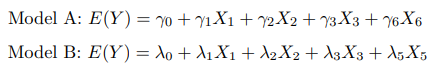 Model A: E(Y) = γ₀ + γ₁X₁ + γ₂X₂ + γ₃X₃ + γ₆X₆
Model B: E(Y) = λ₀ + λ₁X₁ + λ₂X₂ + λ₃X₃ + λ₅X₅